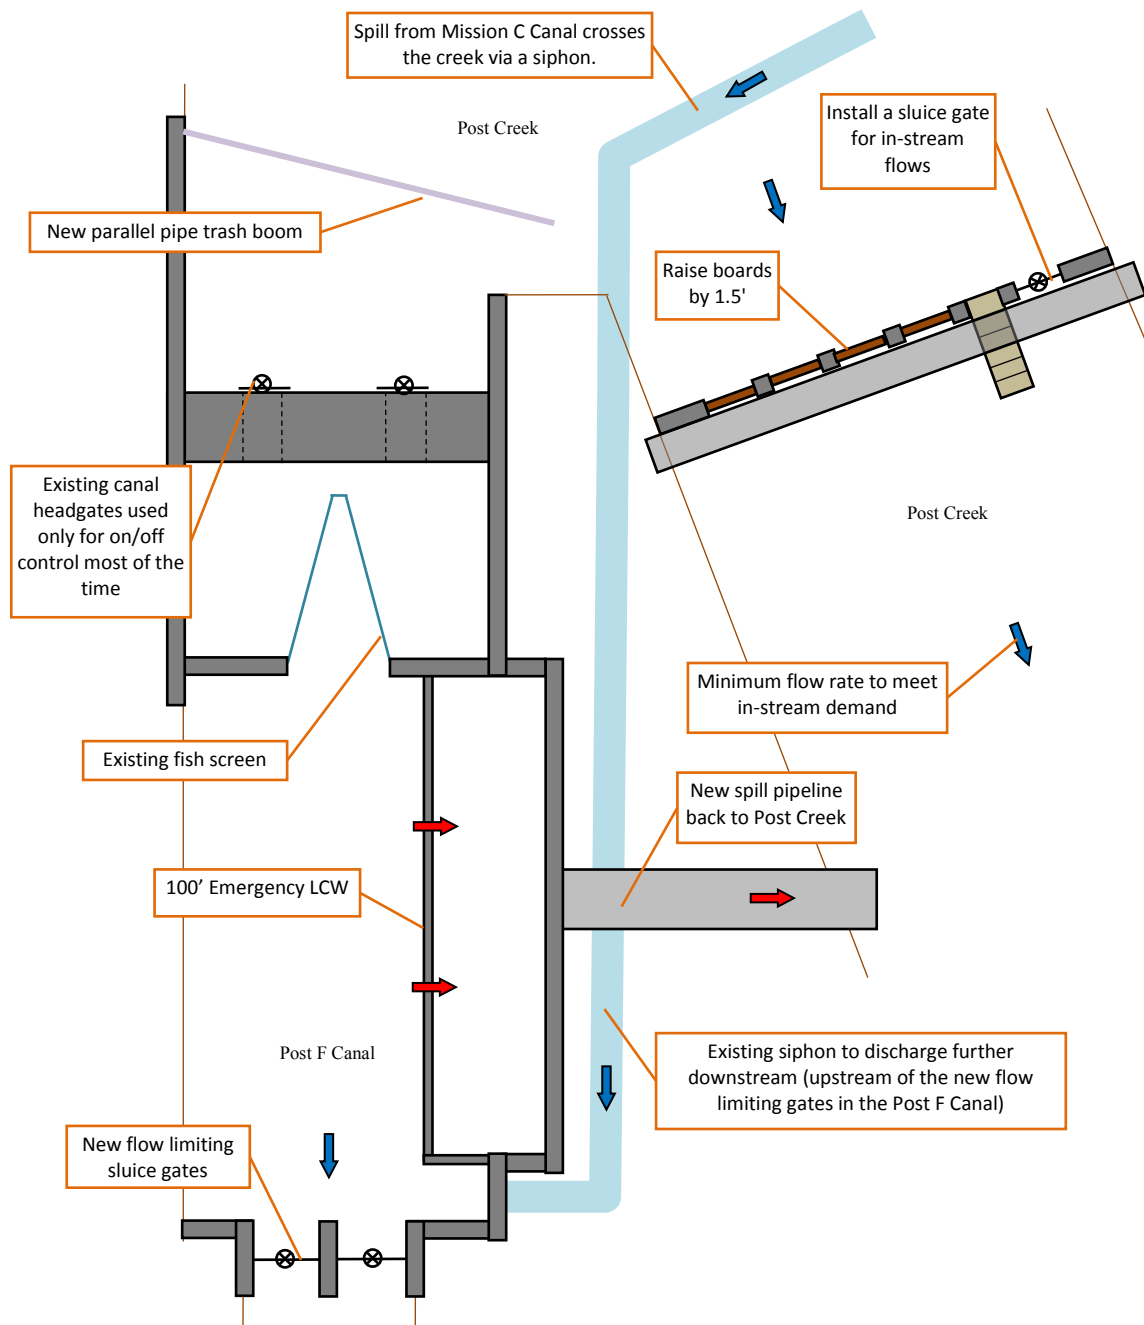 Spill from Mission C Canal crosses
the creek via a siphon.
Post Creek
Install a sluice gate
for in-stream
flows
New parallel pipe trash boom
Raise boards
by 1.5'
Existing canal
headgates used
only for on/off
control most of the
time
Post Creek
Minimum flow rate to meet
in-stream demand
Existing fish screen
New spill pipeline
back to Post Creek
100’ Emergency LCW
Post F Canal
Existing siphon to discharge further
downstream (upstream of the new flow
limiting gates in the Post F Canal)
New flow limiting
sluice gates